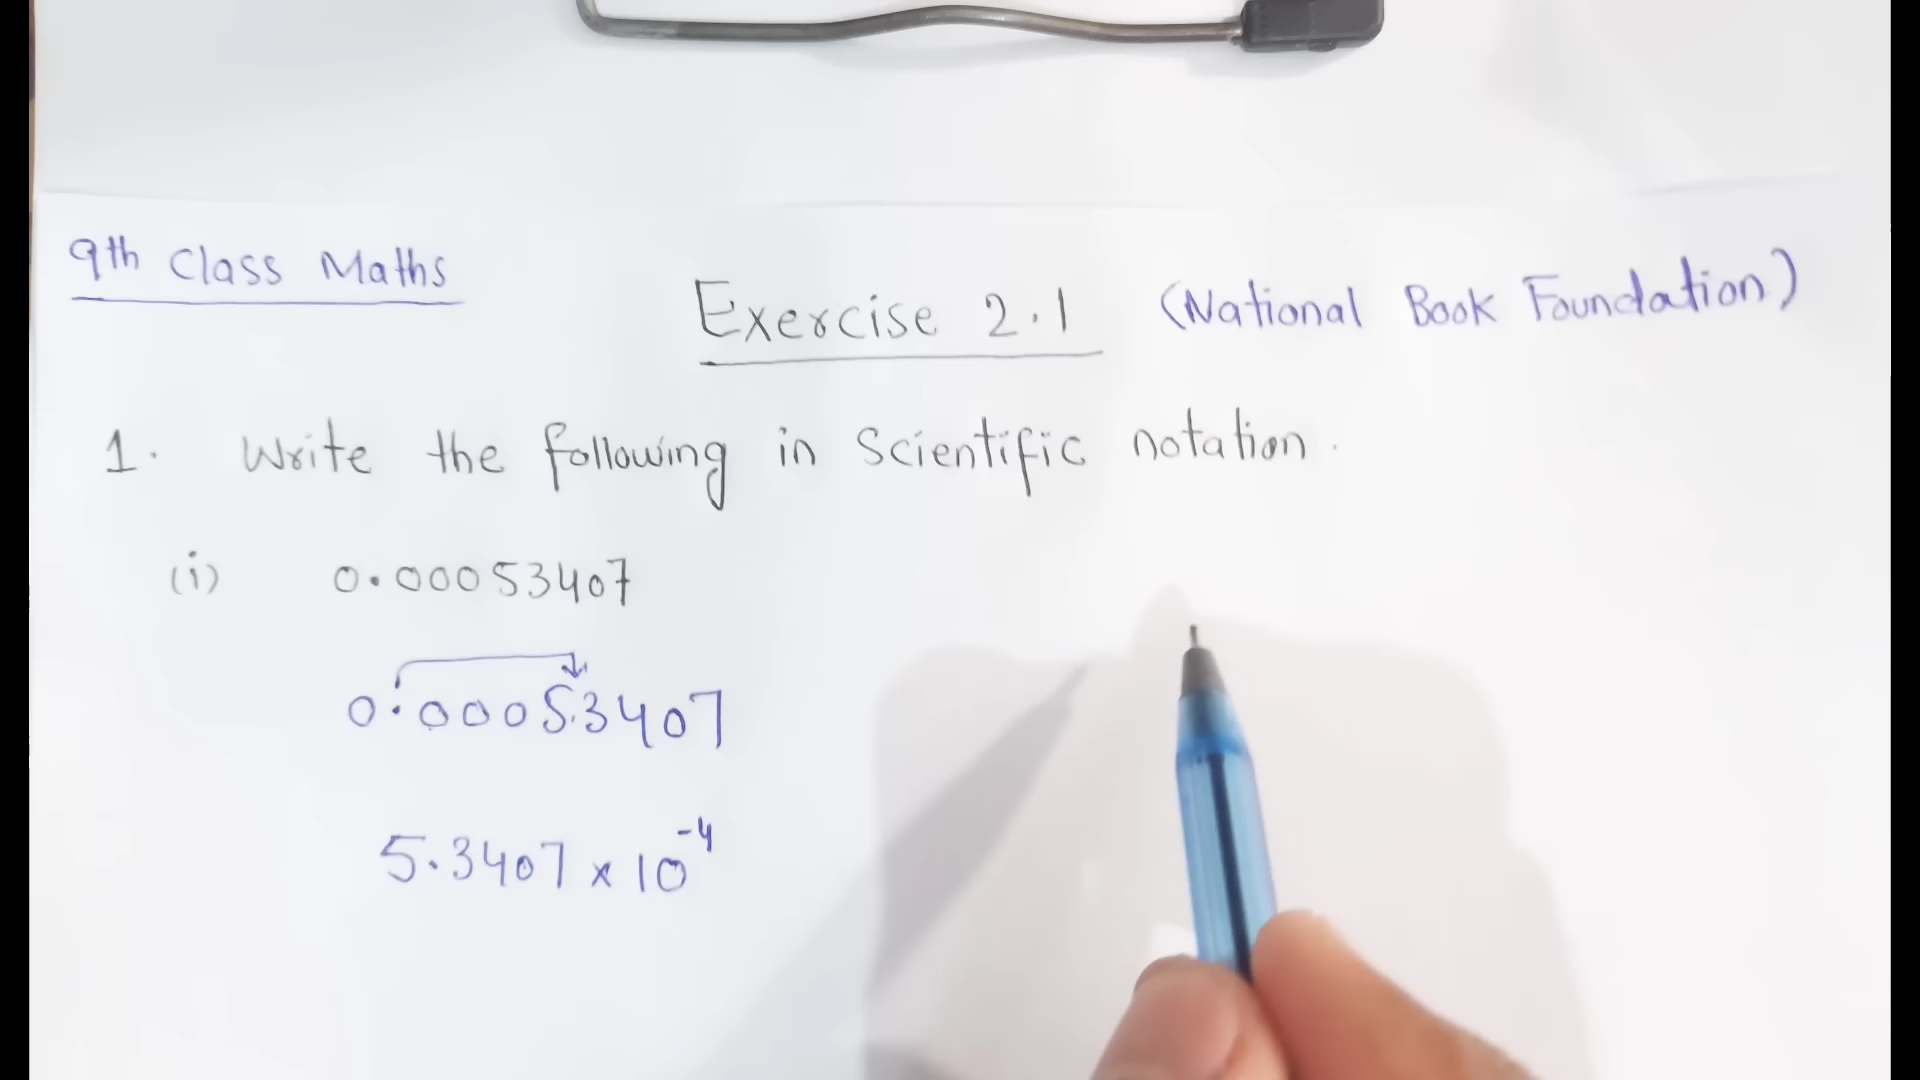 9th Class Maths
Exercise 2.1 (National Book Foundation)
1. Write the following in Scientific notation.
(i) 0.00053407
0.0005.3407
5.3407 × 10⁻⁴